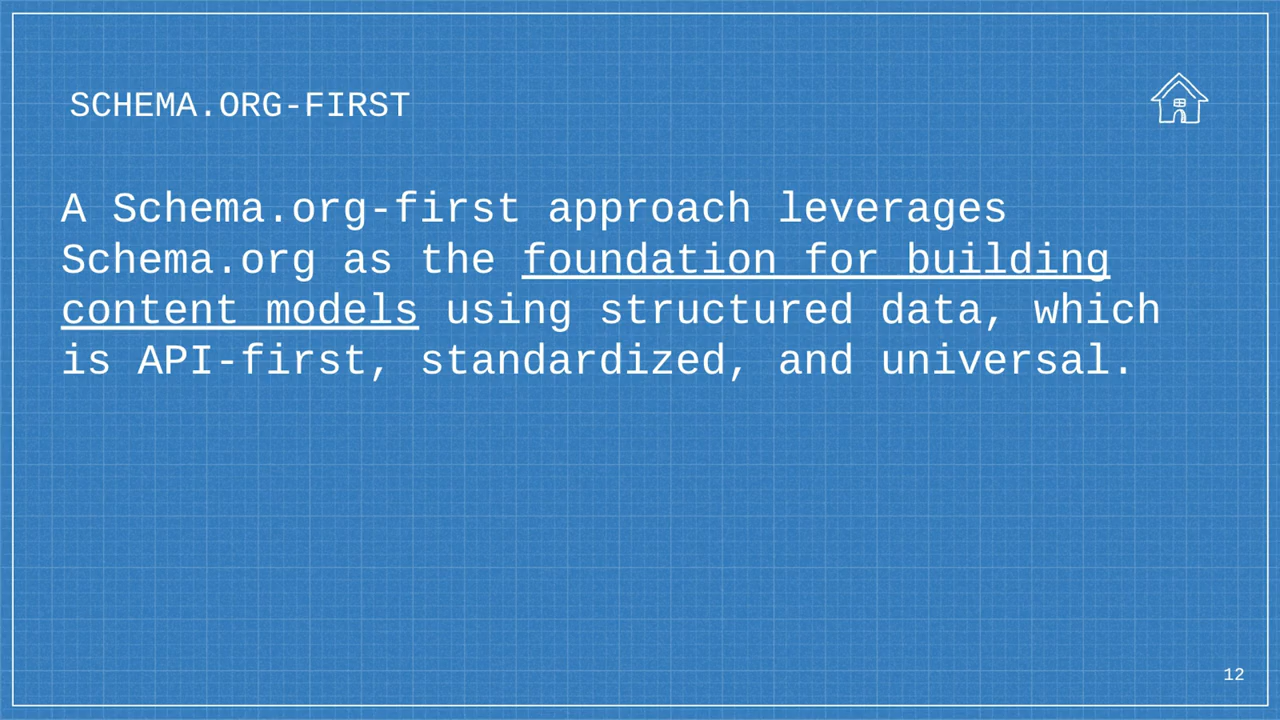 SCHEMA.ORG-FIRST
A Schema.org-first approach leverages
Schema.org as the foundation for building
content models using structured data, which
is API-first, standardized, and universal.
12